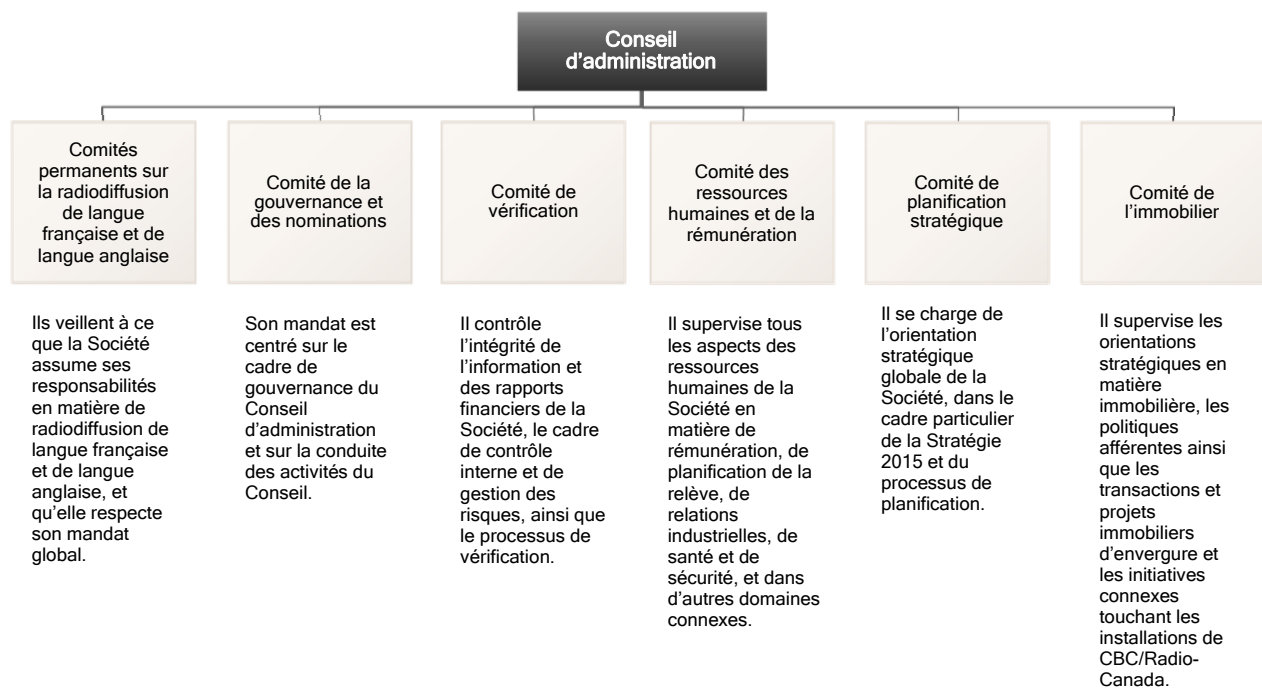 Conseil
d'administration
Comités
permanents sur
la radiodiffusion
de langue
française et de
langue anglaise
Comité de la
gouvernance et
des nominations
Comité de
vérification
Comité des
ressources
humaines et de la
rémunération
Comité de
planification
stratégique
Comité de
l'immobilier
Ils veillent à ce
que la Société
assume ses
responsabilités
en matière de
radiodiffusion de
langue française
et de langue
anglaise, et
qu'elle respecte
son mandat
global.
Son mandat est
centré sur le
cadre de
gouvernance du
Conseil
d'administration
et sur la conduite
des activités du
Conseil.
Il contrôle
l'intégrité de
l'information et
des rapports
financiers de la
Société, le cadre
de contrôle
interne et de
gestion des
risques, ainsi que
le processus de
vérification.
Il supervise tous
les aspects des
ressources
humaines de la
Société en
matière de
rémunération, de
planification de la
relève, de
relations
industrielles, de
santé et de
sécurité, et dans
d'autres domaines
connexes.
Il se charge de
l'orientation
stratégique
globale de la
Société, dans le
cadre particulier
de la Stratégie
2015 et du
processus de
planification.
Il supervise les
orientations
stratégiques en
matière
immobilière, les
politiques
afférentes ainsi
que les
transactions et
projets
immobiliers
d'envergure et
les initiatives
connexes
touchant les
installations de
CBC/Radio-
Canada.